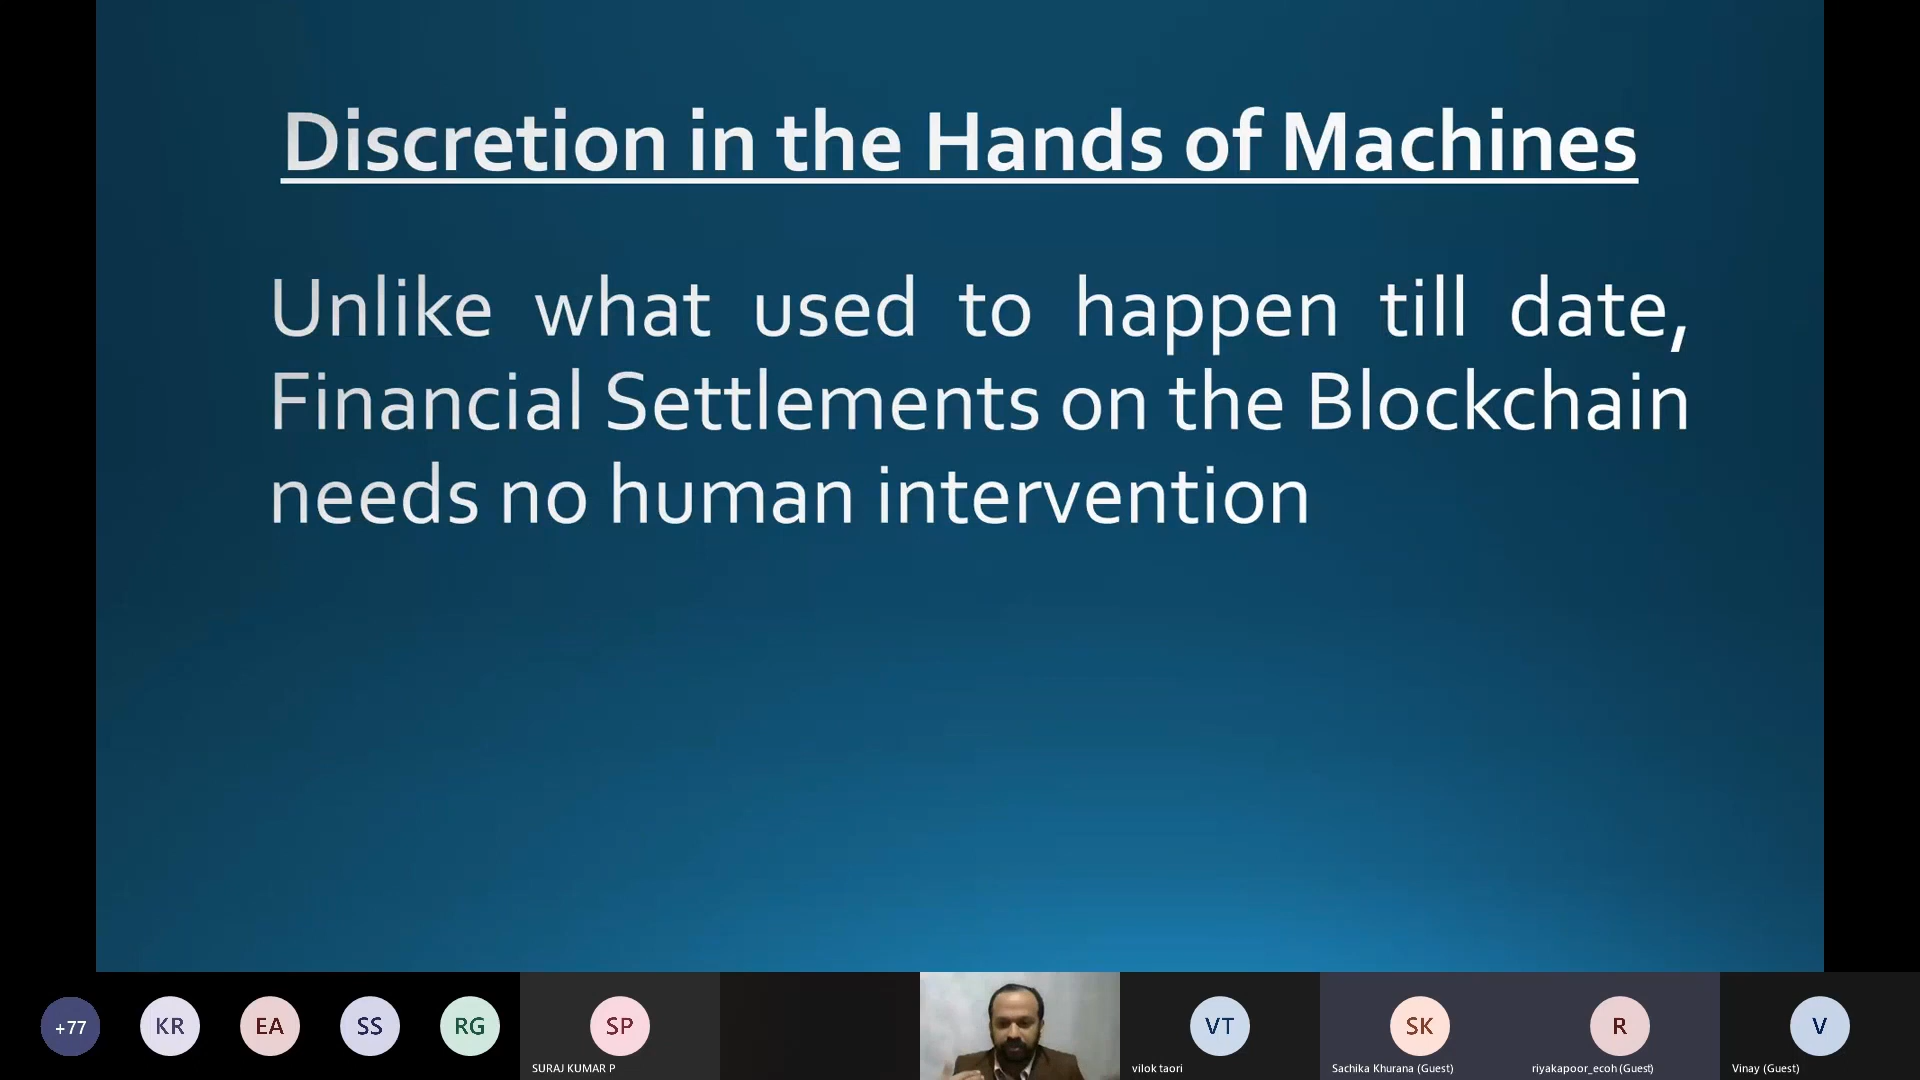 Discretion in the Hands of Machines
Unlike what used to happen till date,
Financial Settlements on the Blockchain
needs no human intervention
+77
KR
EA
SS
RG
SP
VT
SK
R
V
SURAJ KUMAR P
vilok taori
Sachika Khurana (Guest)
riyakapoor_ecoh (Guest)
Vinay (Guest)